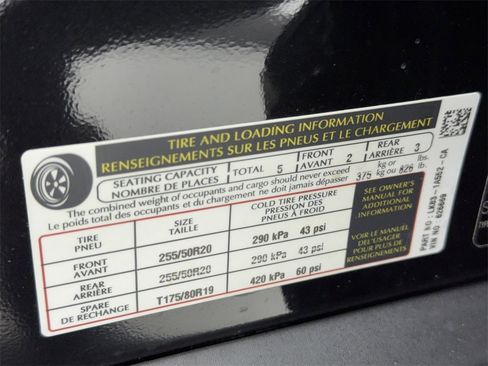 TIRE AND LOADING INFORMATION
RENSEIGNEMENTS SUR LES PNEUS ET LE CHARGEMENT
SEATING CAPACITY
NOMBRE DE PLACES
TOTAL 5
FRONT
AVANT 2
REAR
ARRIÈRE 3
The combined weight of occupants and cargo should never exceed
Le poids total des occupants et du chargement ne doit jamais dépasser
375 kg or / kg ou 826 lbs. / lb.
TIRE
PNEU
SIZE
TAILLE
COLD TIRE PRESSURE
PRESSION DES
PNEUS À FROID
FRONT
AVANT
255/50R20
290 kPa 43 psi
REAR
ARRIÈRE
255/50R20
290 kPa 43 psi
SPARE
DE RECHANGE
T175/80R19
420 kPa 60 psi
SEE OWNER'S
MANUAL FOR
ADDITIONAL
INFORMATION
VOIR LE MANUEL
DE L'USAGER
POUR PLUS DE
RENSEIGNEMENTS